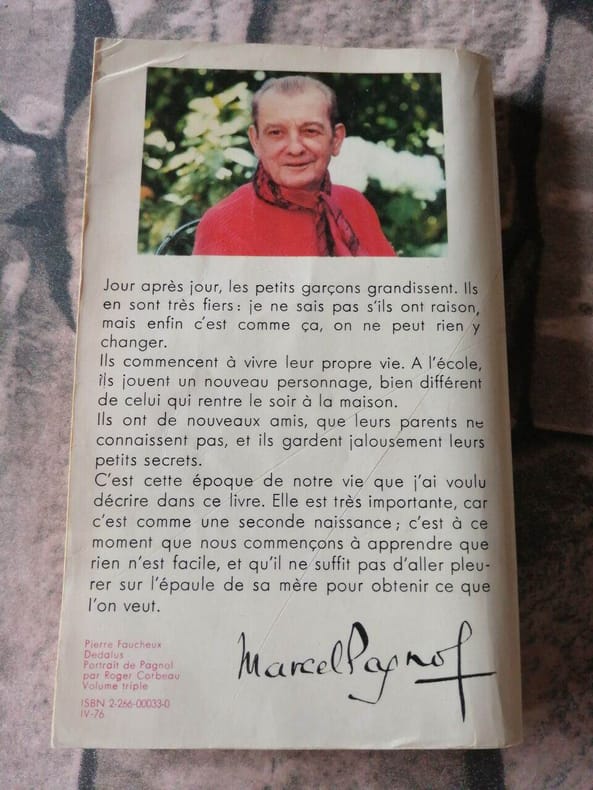 Jour après jour, les petits garçons grandissent. Ils
en sont très fiers : je ne sais pas s'ils ont raison,
mais enfin c'est comme ça, on ne peut rien y
changer.
Ils commencent à vivre leur propre vie. A l'école,
ils jouent un nouveau personnage, bien différent
de celui qui rentre le soir à la maison.
Ils ont de nouveaux amis, que leurs parents ne
connaissent pas, et ils gardent jalousement leurs
petits secrets.
C'est cette époque de notre vie que j'ai voulu
décrire dans ce livre. Elle est très importante, car
c'est comme une seconde naissance ; c'est à ce
moment que nous commençons à apprendre que
rien n'est facile, et qu'il ne suffit pas d'aller pleu-
rer sur l'épaule de sa mère pour obtenir ce que
l'on veut.
Marcel Pagnol
Pierre Faucheux
Dedalus
Portrait de Pagnol
par Roger Corbeau
Volume triple
ISBN 2-266-00033-0
IV-76